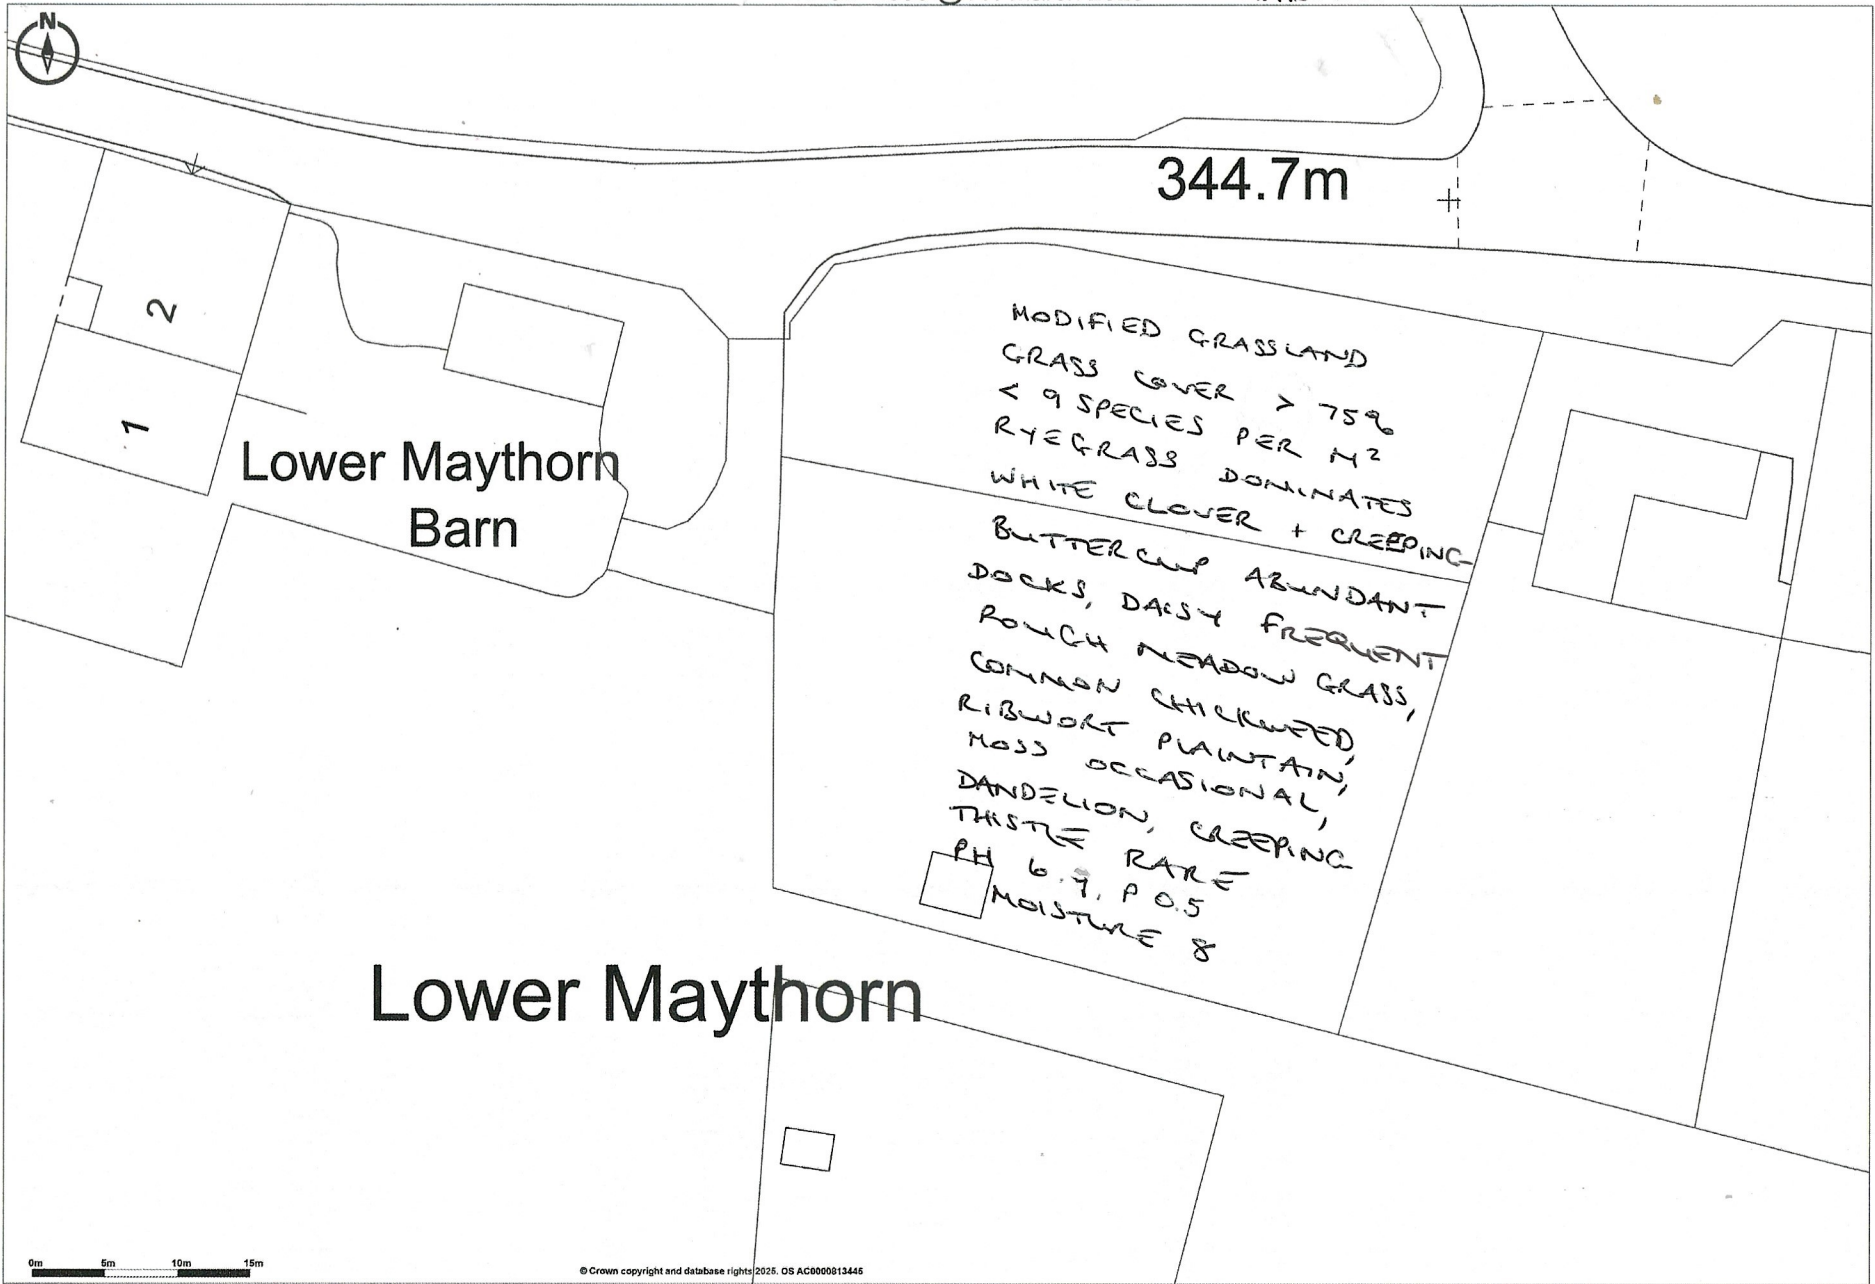 N
344.7m
2
1
Lower Maythorn
Barn
MODIFIED GRASSLAND
GRASS COVER > 75%
< 9 SPECIES PER M²
RYEGRASS DOMINATES
WHITE CLOVER + CREEPING
BUTTERCUP ABUNDANT
DOCKS, DAISY FREQUENT
ROUGH MEADOW GRASS,
COMMON CHICKWEED,
RIBWORT PLAINTAIN,
MOSS OCCASIONAL,
DANDELION, CREEPING
THISTLE RARE
PH 6.9, P 0.5
MOISTURE 8
Lower Maythorn
0m 5m 10m 15m
© Crown copyright and database rights 2025. OS AC0000813445